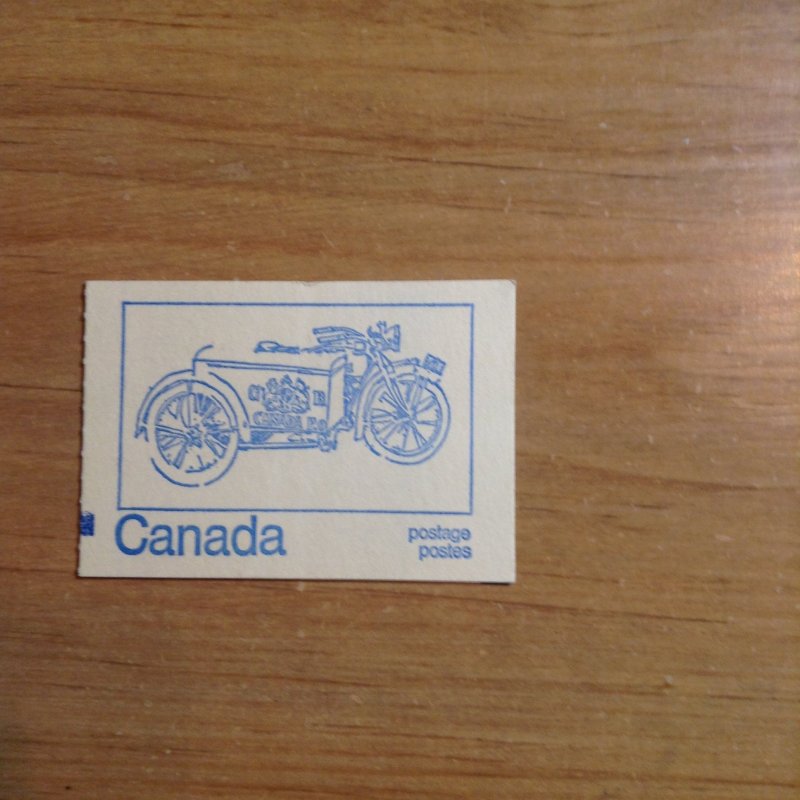 G R
Canada
postage
postes